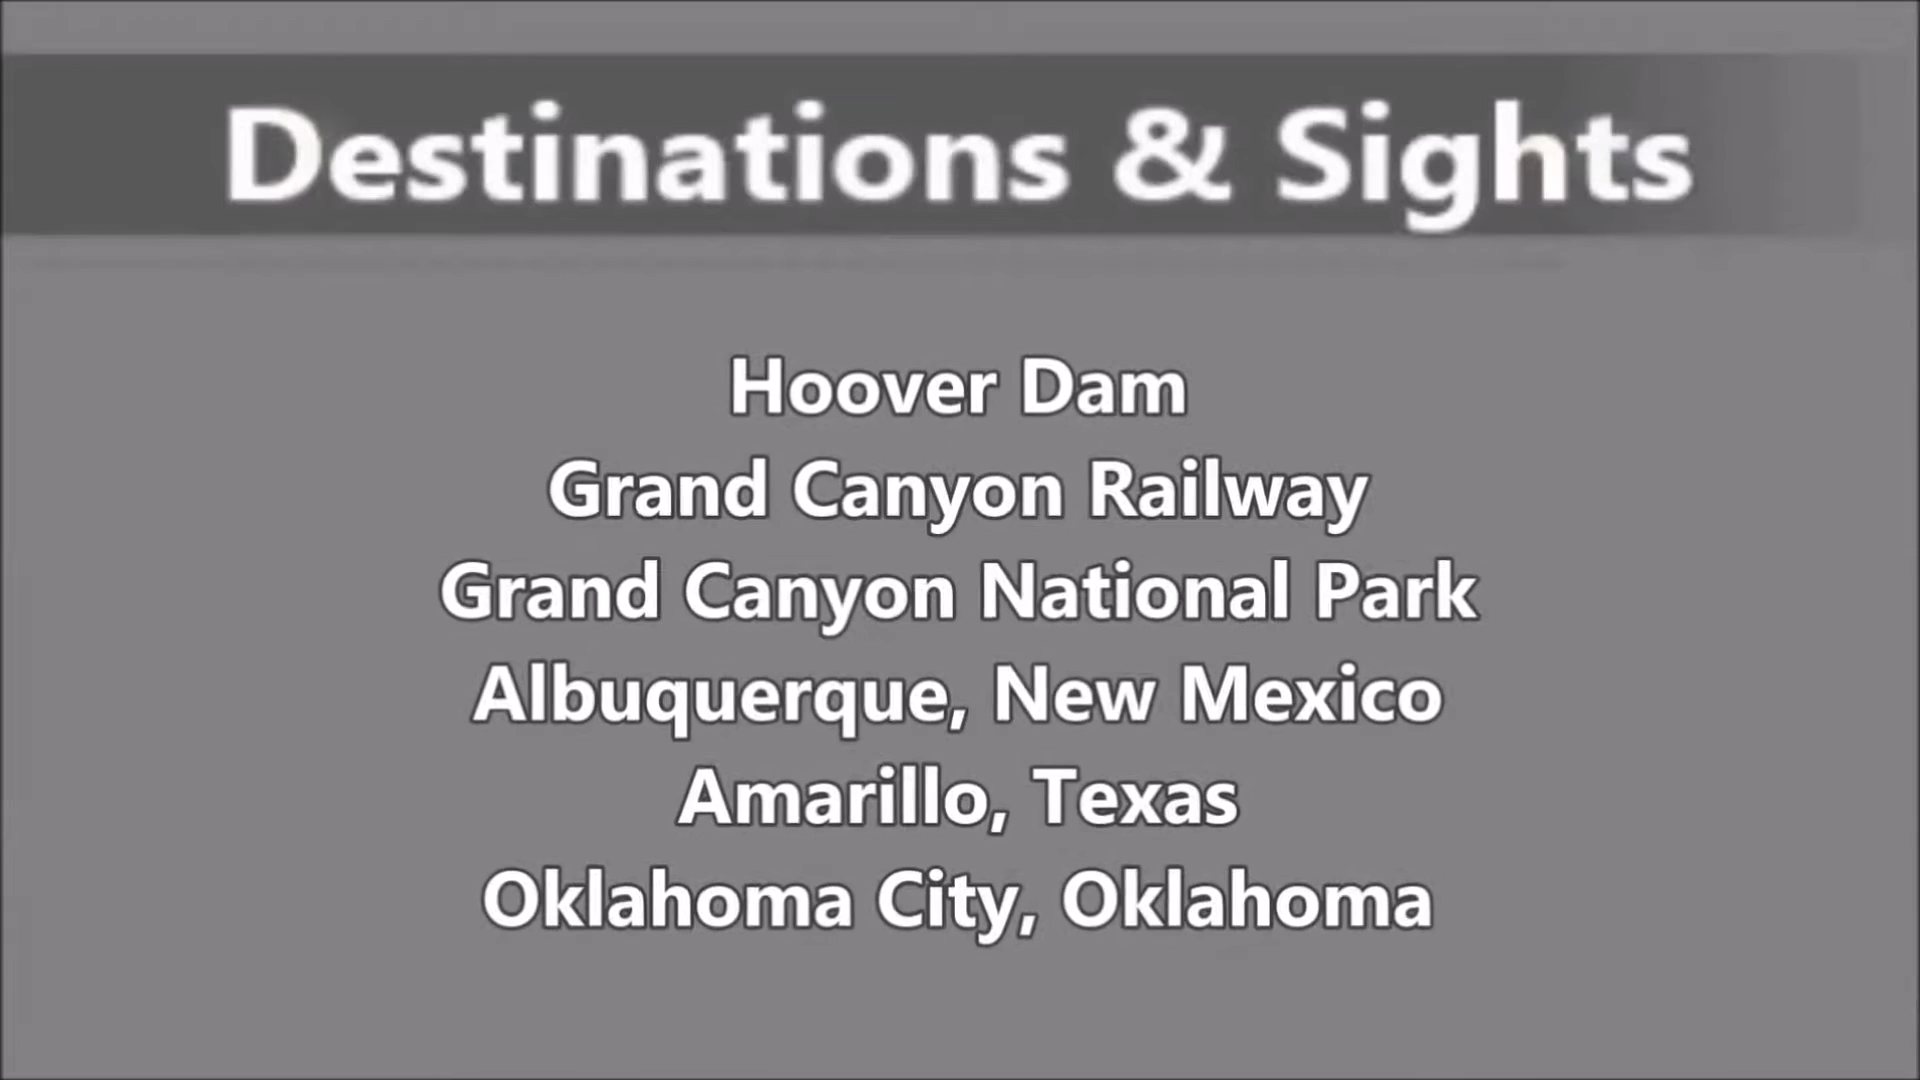 Destinations & Sights
Hoover Dam
Grand Canyon Railway
Grand Canyon National Park
Albuquerque, New Mexico
Amarillo, Texas
Oklahoma City, Oklahoma